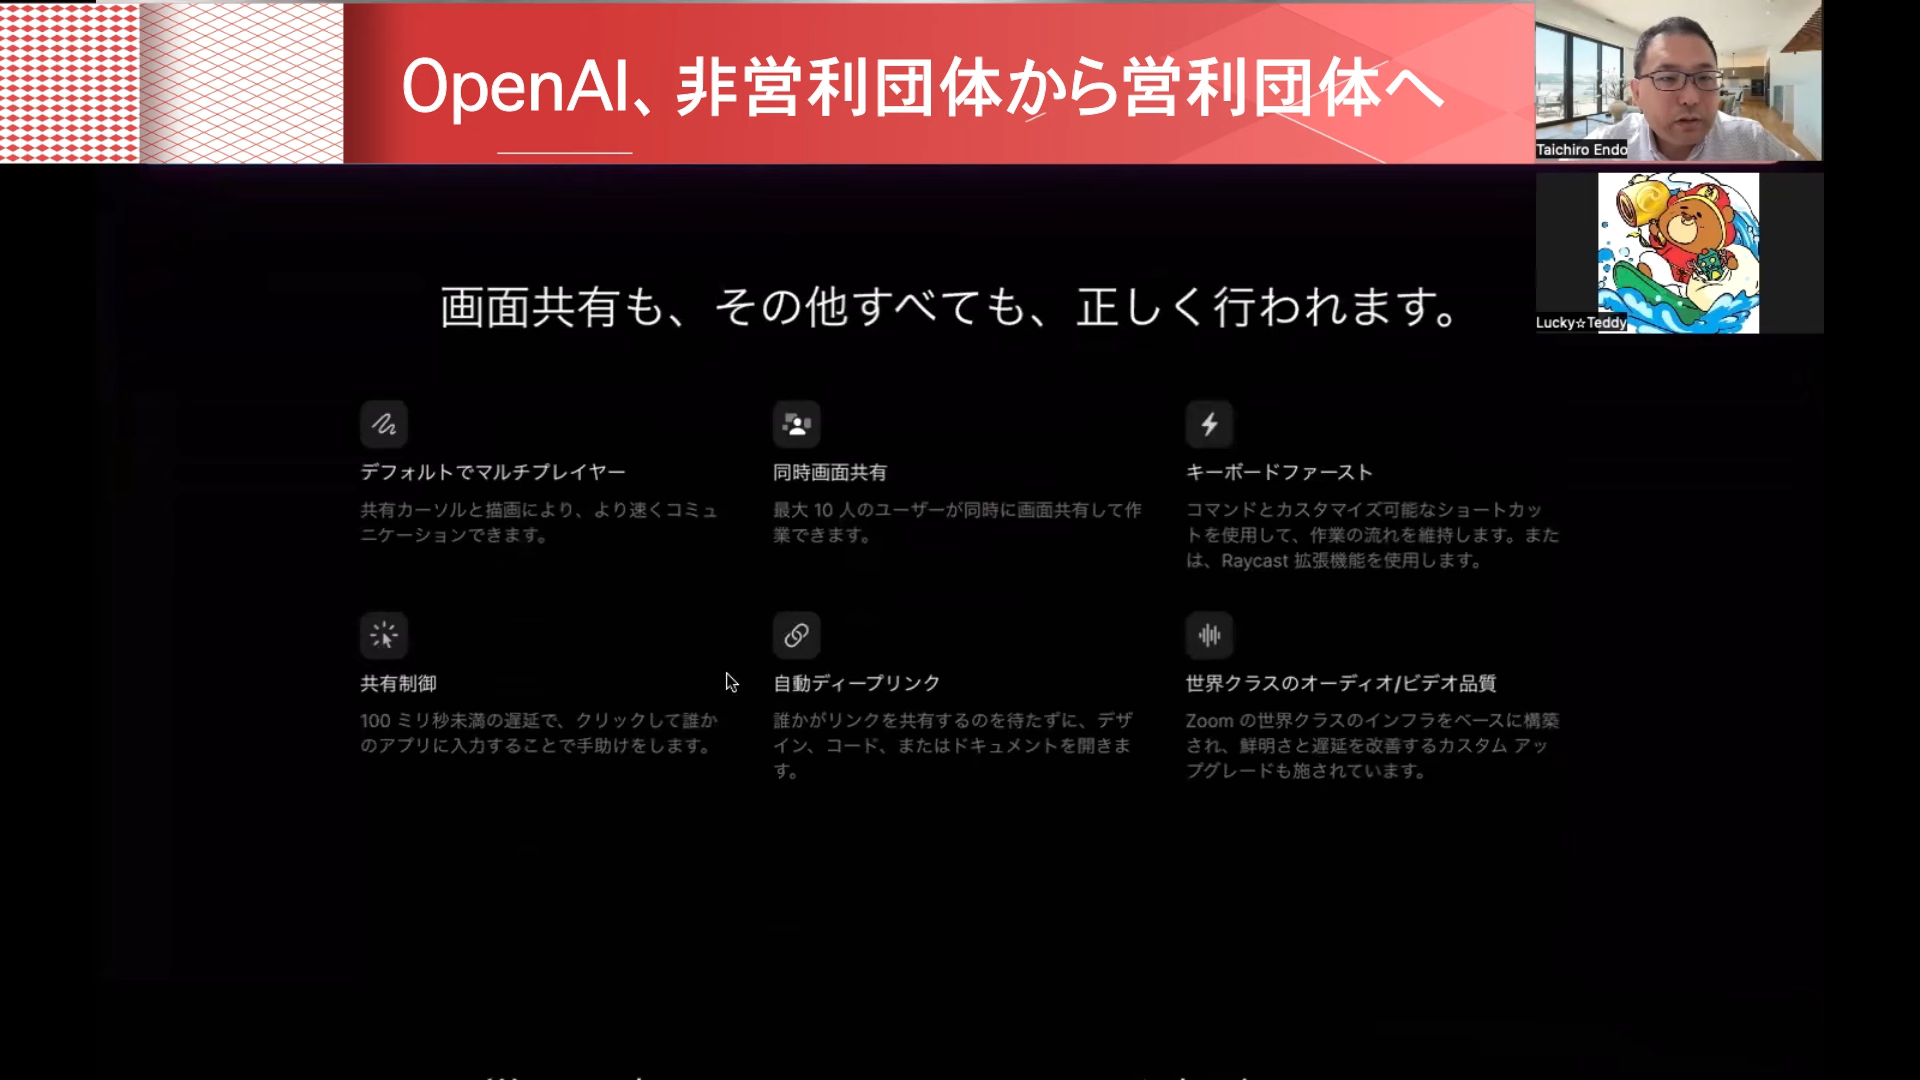 OpenAI、非営利団体から営利団体へ
Taichiro Endo
Lucky☆Teddy
画面共有も、その他すべても、正しく行われます。
デフォルトでマルチプレイヤー
共有カーソルと描画により、より速くコミュ
ニケーションできます。
同時画面共有
最大 10 人のユーザーが同時に画面共有して作
業できます。
キーボードファースト
コマンドとカスタマイズ可能なショートカッ
トを使用して、作業の流れを維持します。また
は、Raycast 拡張機能を使用します。
共有制御
100 ミリ秒未満の遅延で、クリックして誰か
のアプリに入力することで手助けをします。
自動ディープリンク
誰かがリンクを共有するのを待たずに、デザ
イン、コード、またはドキュメントを開きま
す。
世界クラスのオーディオ/ビデオ品質
Zoom の世界クラスのインフラをベースに構築
され、鮮明さと遅延を改善するカスタム アッ
プグレードも施されています。